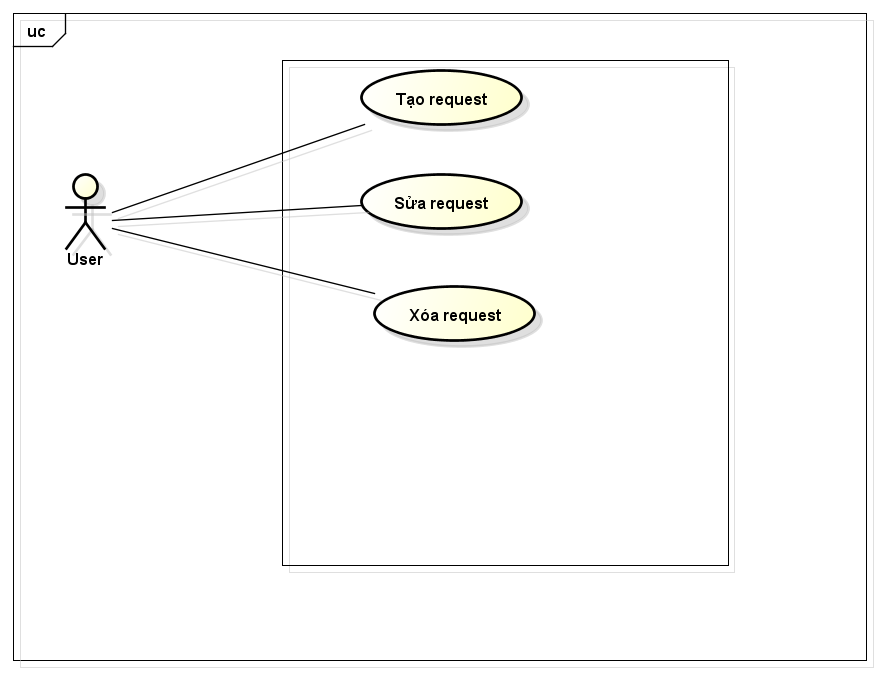 uc
Tạo request
Sửa request
User
Xóa request